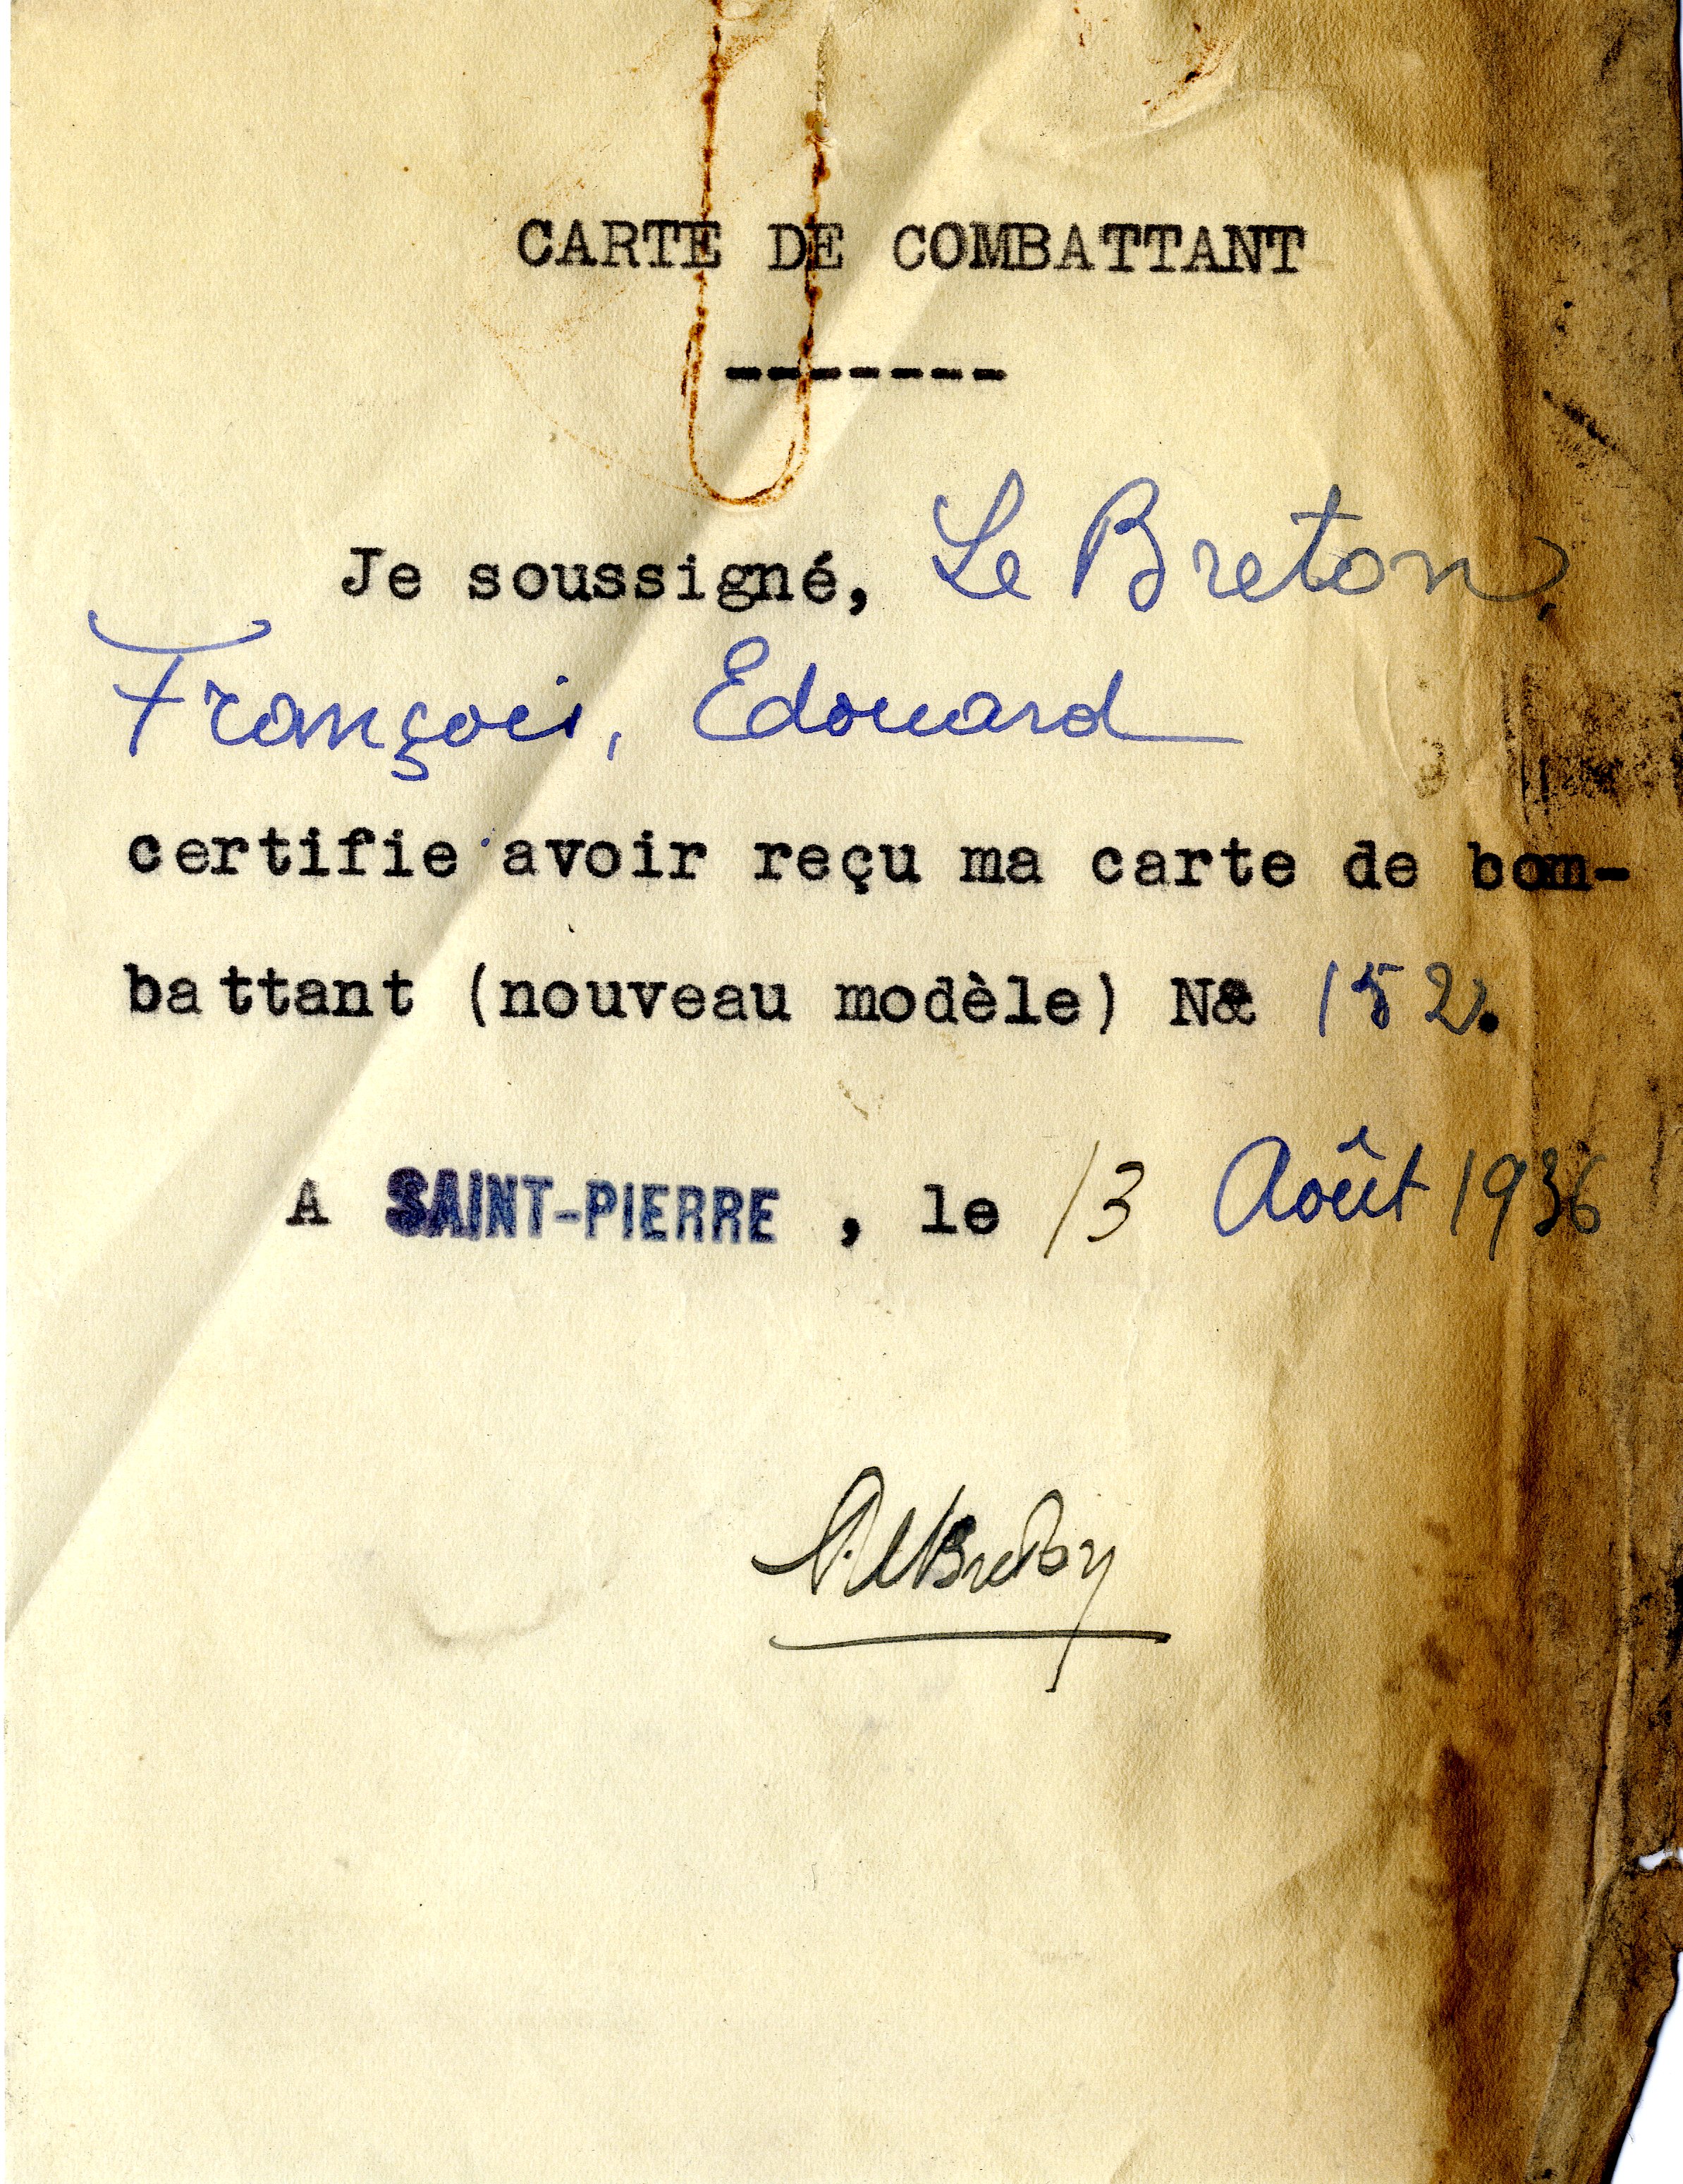 CARTE DE COMBATTANT
--------
Je soussigné, Le Breton,
François, Edouard
certifie avoir reçu ma carte de bom-
battant (nouveau modèle) N° 152.
A SAINT-PIERRE , le 13 Août 1936
LeBreton